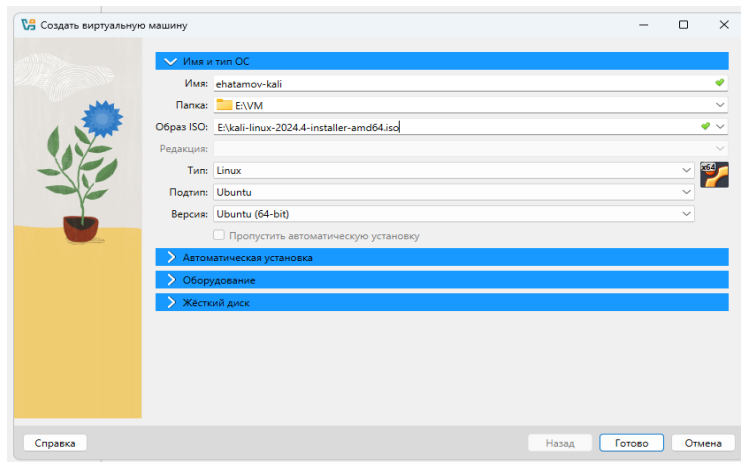 Создать виртуальную машину
Имя и тип ОС
Имя: ehatamov-kali
Папка: E:\VM
Образ ISO: E:\kali-linux-2024.4-installer-amd64.iso
Редакция:
Тип: Linux
x64
Подтип: Ubuntu
Версия: Ubuntu (64-bit)
Пропустить автоматическую установку
Автоматическая установка
Оборудование
Жёсткий диск
Справка Назад Готово Отмена